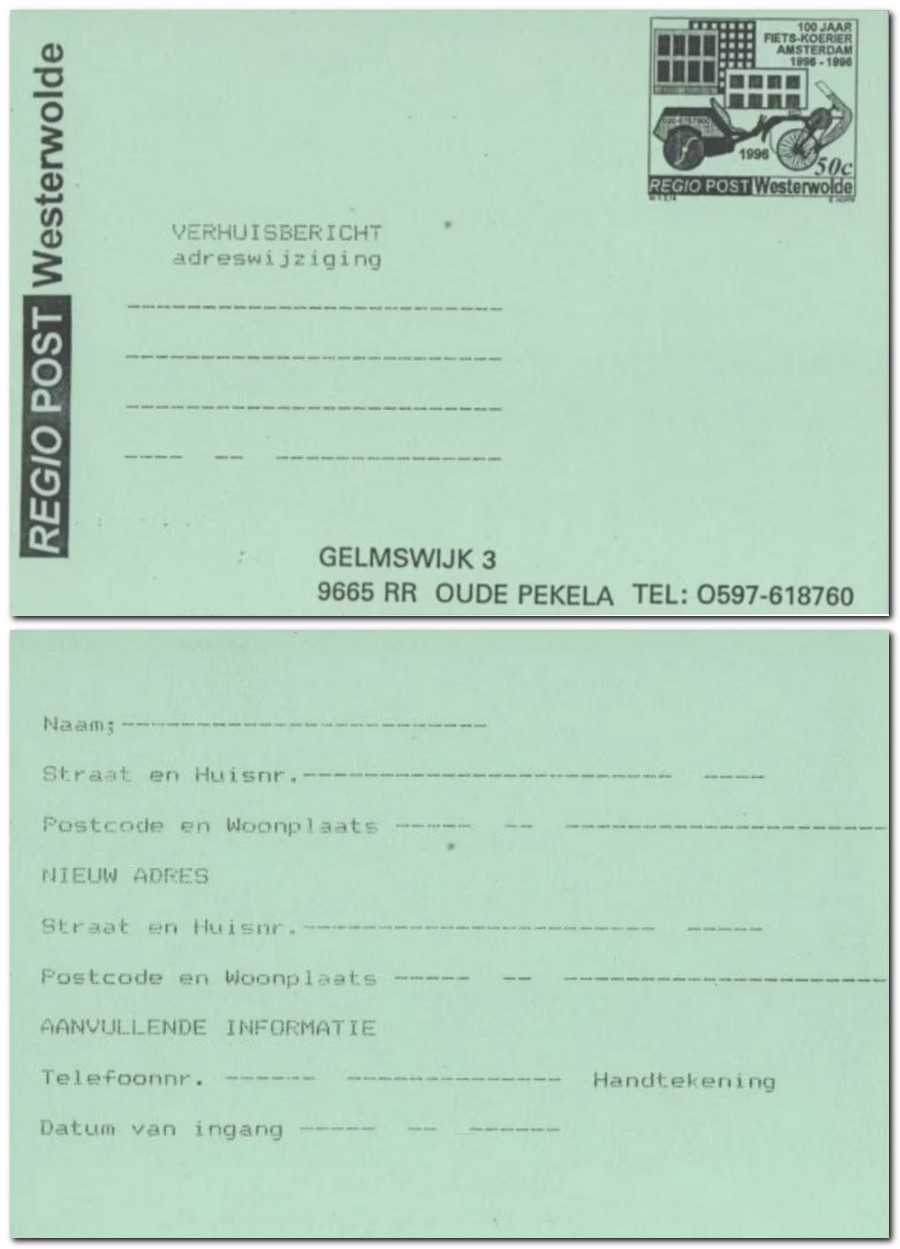 REGIO POST Westerwolde
100 JAAR
FIETS-KOERIER
AMSTERDAM
1896 - 1996
1996
50c
REGIO POST Westerwolde
VERHUISBERICHT
adreswijziging
GELMSWIJK 3
9665 RR OUDE PEKELA TEL: 0597-618760
Naam;
Straat en Huisnr.
Postcode en Woonplaats
NIEUW ADRES
Straat en Huisnr.
Postcode en Woonplaats
AANVULLENDE INFORMATIE
Telefoonnr. Handtekening
Datum van ingang